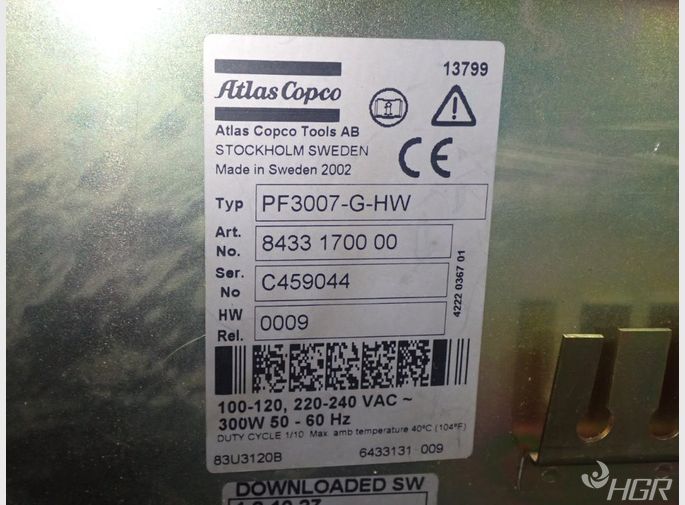 13799
Atlas Copco
Atlas Copco Tools AB
STOCKHOLM SWEDEN
Made in Sweden 2002
Typ PF3007-G-HW
Art. No. 8433 1700 00
Ser. No C459044
HW Rel. 0009
4222 0367 01
100-120, 220-240 VAC ~
300W 50 - 60 Hz
DUTY CYCLE 1/10 Max. amb temperature 40ºC (104ºF)
83U3120B 6433131 009
DOWNLOADED SW
HGR